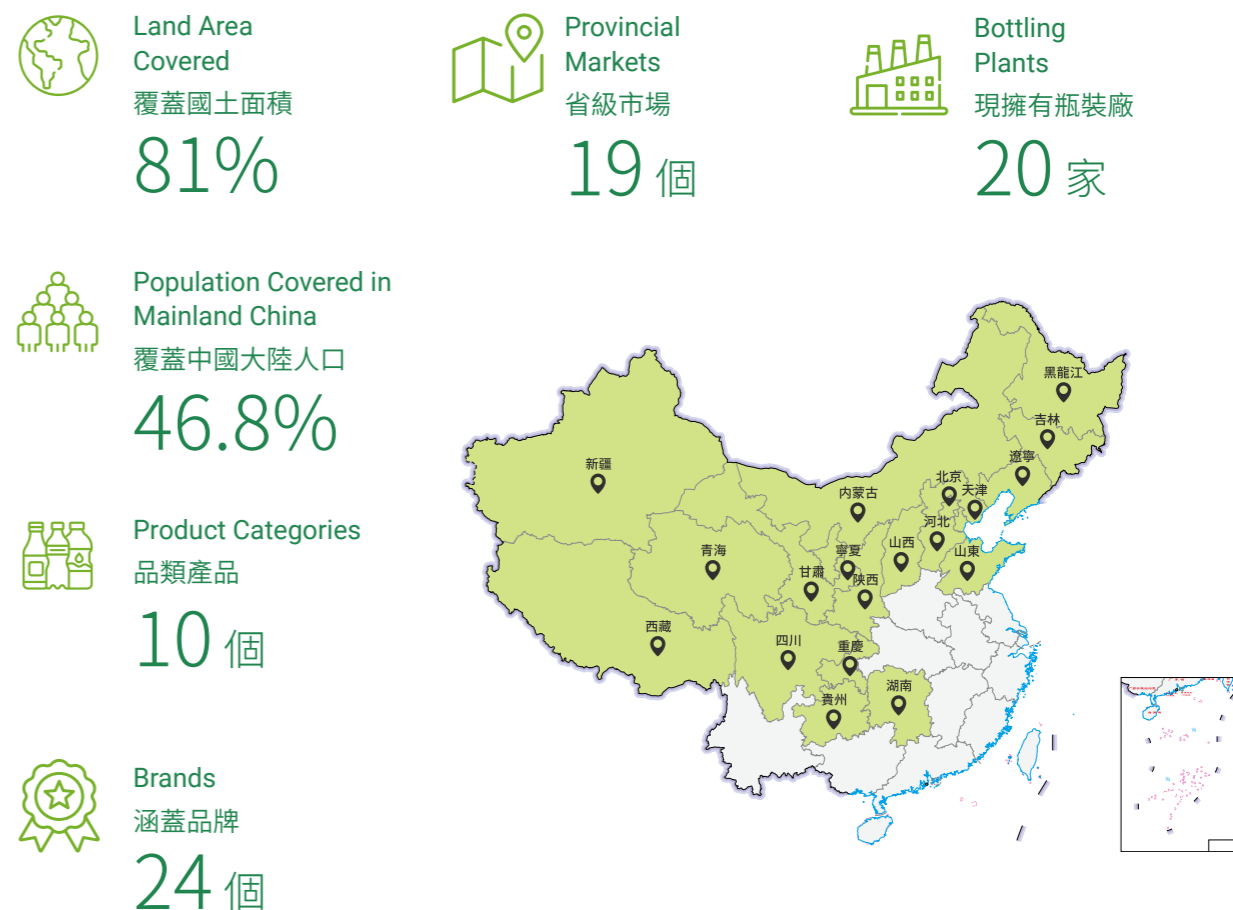 Land Area
Covered
覆蓋國土面積
81%
Provincial
Markets
省級市場
19 個
Bottling
Plants
現擁有瓶裝廠
20 家
Population Covered in
Mainland China
覆蓋中國大陸人口
46.8%
Product Categories
品類產品
10 個
Brands
涵蓋品牌
24 個
黑龍江
吉林
遼寧
新疆
北京
天津
内蒙古
河北
青海
寧夏
山西
山東
甘肅
陝西
西藏
四川
重慶
湖南
貴州